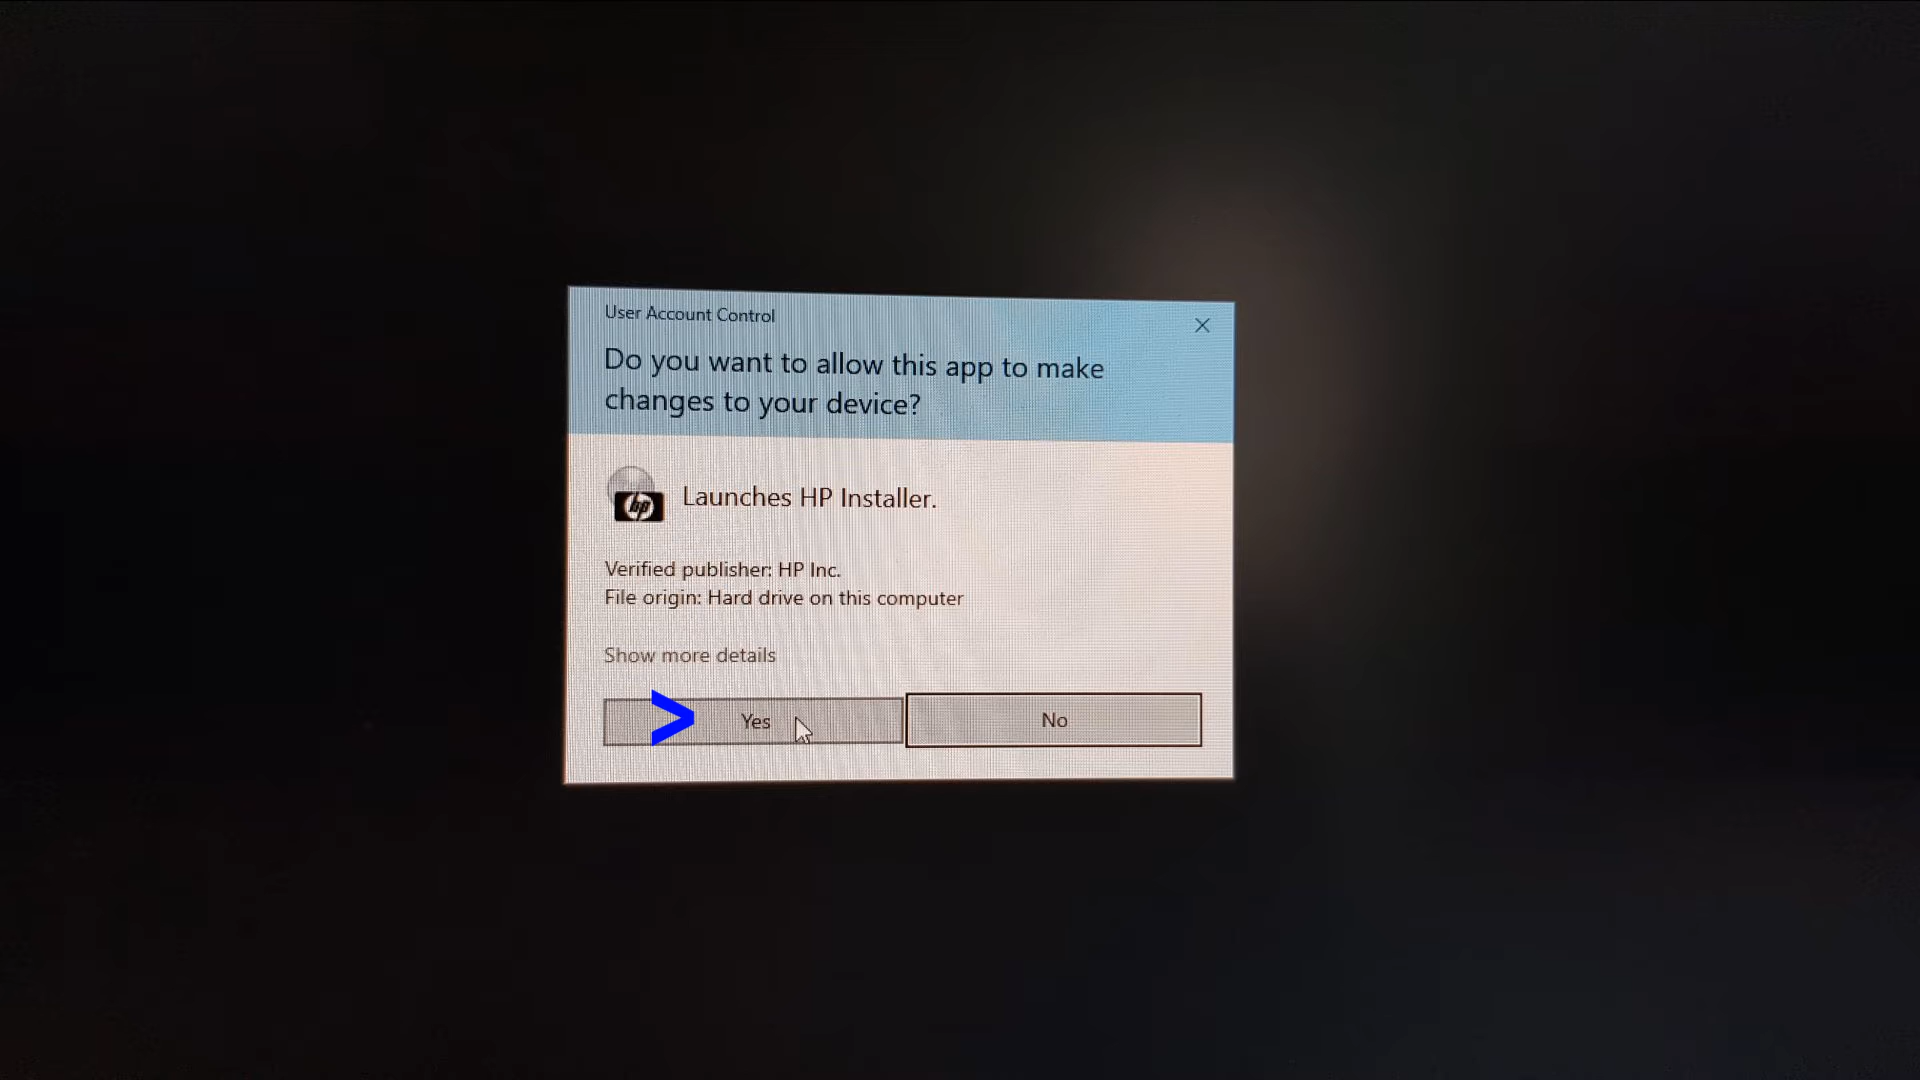 User Account Control
Do you want to allow this app to make
changes to your device?
hp
Launches HP Installer.
Verified publisher: HP Inc.
File origin: Hard drive on this computer
Show more details
> Yes
No